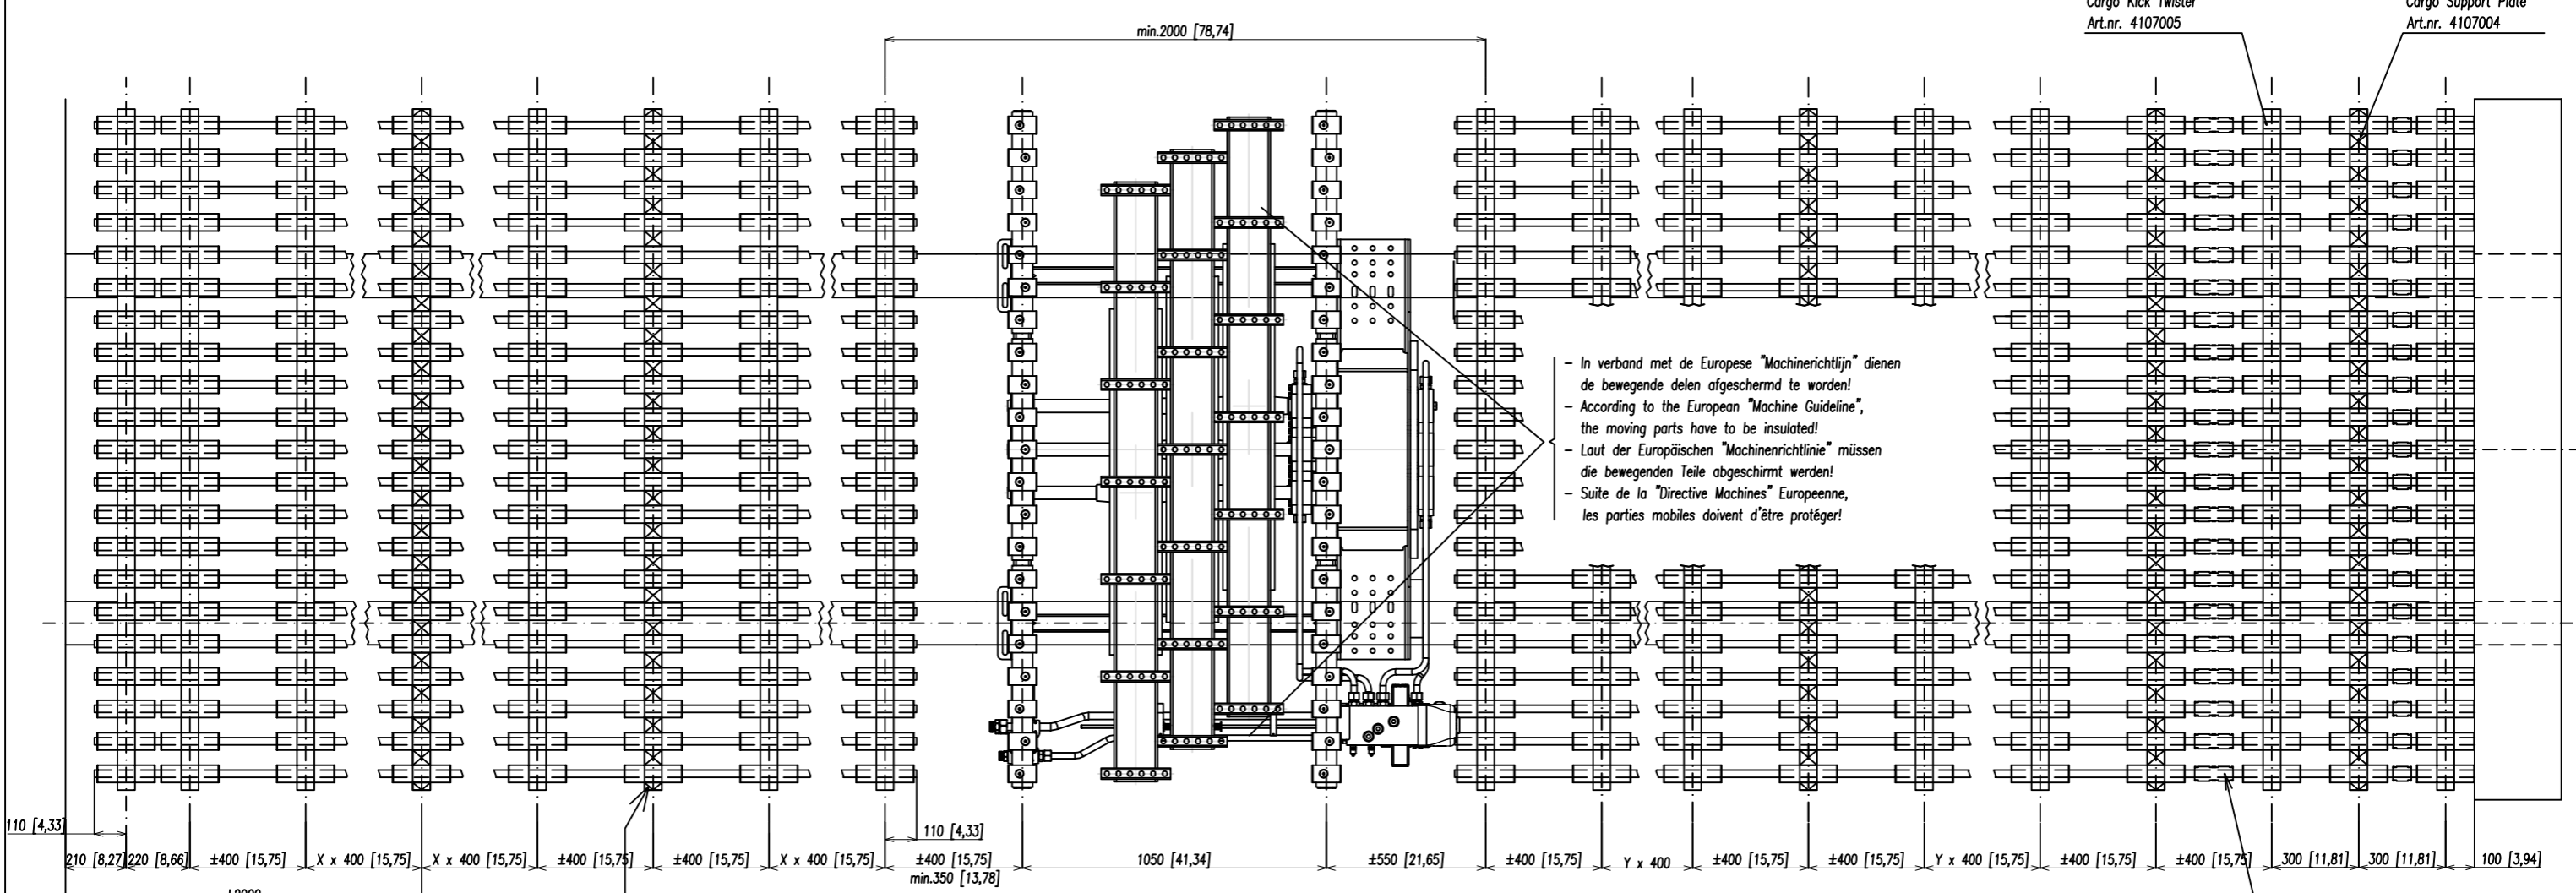 Cargo Kick Twister
Art.nr. 4107005
Cargo Support Plate
Art.nr. 4107004
min.2000 [78,74]
- In verband met de Europese "Machinerichtlijn" dienen
de bewegende delen afgeschermd te worden!
- According to the European "Machine Guideline",
the moving parts have to be insulated!
- Laut der Europäischen "Machinenrichtlinie" müssen
die bewegenden Teile abgeschirmt werden!
- Suite de la "Directive Machines" Europeenne,
les parties mobiles doivent d'être protéger!
110 [4,33]
110 [4,33]
210 [8,27]
220 [8,66]
±400 [15,75]
X x 400 [15,75]
X x 400 [15,75]
±400 [15,75]
±400 [15,75]
X x 400 [15,75]
±400 [15,75]
min.350 [13,78]
1050 [41,34]
±550 [21,65]
±400 [15,75]
Y x 400
±400 [15,75]
±400 [15,75]
Y x 400 [15,75]
±400 [15,75]
±400 [15,75]
300 [11,81]
300 [11,81]
100 [3,94]